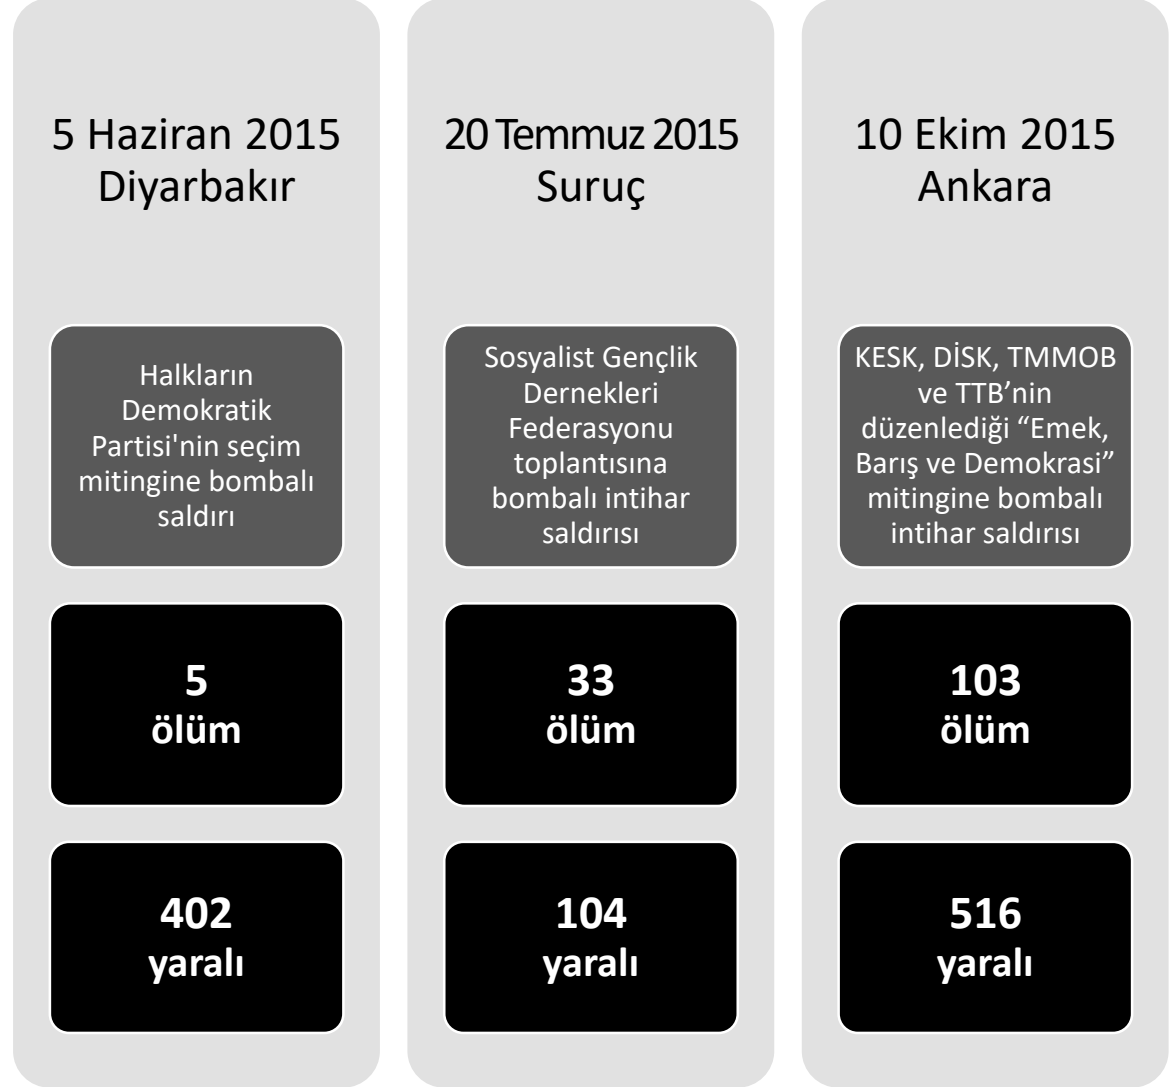 5 Haziran 2015
Diyarbakır
Halkların
Demokratik
Partisi'nin seçim
mitingine bombalı
saldırı
5
ölüm
402
yaralı
20 Temmuz 2015
Suruç
Sosyalist Gençlik
Dernekleri
Federasyonu
toplantısına
bombalı intihar
saldırısı
33
ölüm
104
yaralı
10 Ekim 2015
Ankara
KESK, DİSK, TMMOB
ve TTB’nin
düzenlediği “Emek,
Barış ve Demokrasi”
mitingine bombalı
intihar saldırısı
103
ölüm
516
yaralı